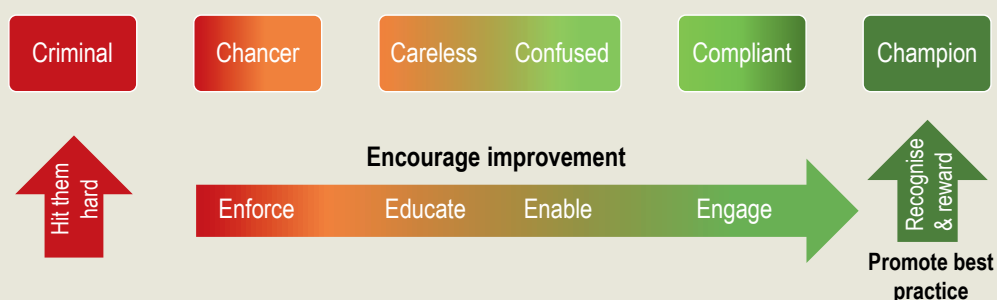 Criminal
Chancer
Careless Confused
Compliant
Champion
Hit them
hard
Encourage improvement
Enforce Educate Enable Engage
Recognise
& reward
Promote best
practice